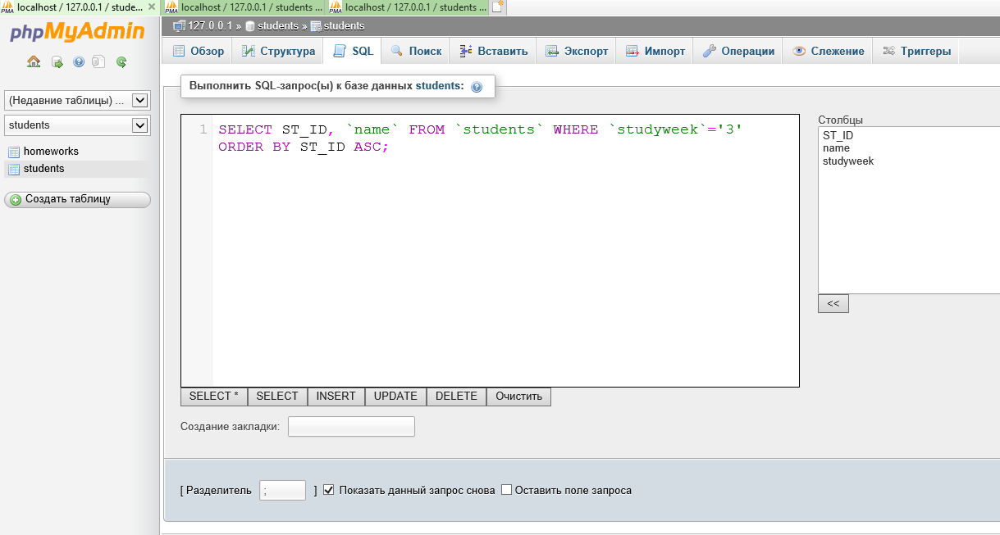 localhost / 127.0.0.1 / stude...
localhost / 127.0.0.1 / students ...
localhost / 127.0.0.1 / students ...
phpMyAdmin
(Недавние таблицы) ...
students
homeworks
students
Создать таблицу
127.0.0.1 » students » students
Обзор Структура SQL Поиск Вставить Экспорт Импорт Операции Слежение Триггеры
Выполнить SQL-запрос(ы) к базе данных students:
1 SELECT ST_ID, `name` FROM `students` WHERE `studyweek`='3'
ORDER BY ST_ID ASC;
Столбцы
ST_ID
name
studyweek
<<
SELECT * SELECT INSERT UPDATE DELETE Очистить
Создание закладки:
[ Разделитель ; ] Показать данный запрос снова Оставить поле запроса